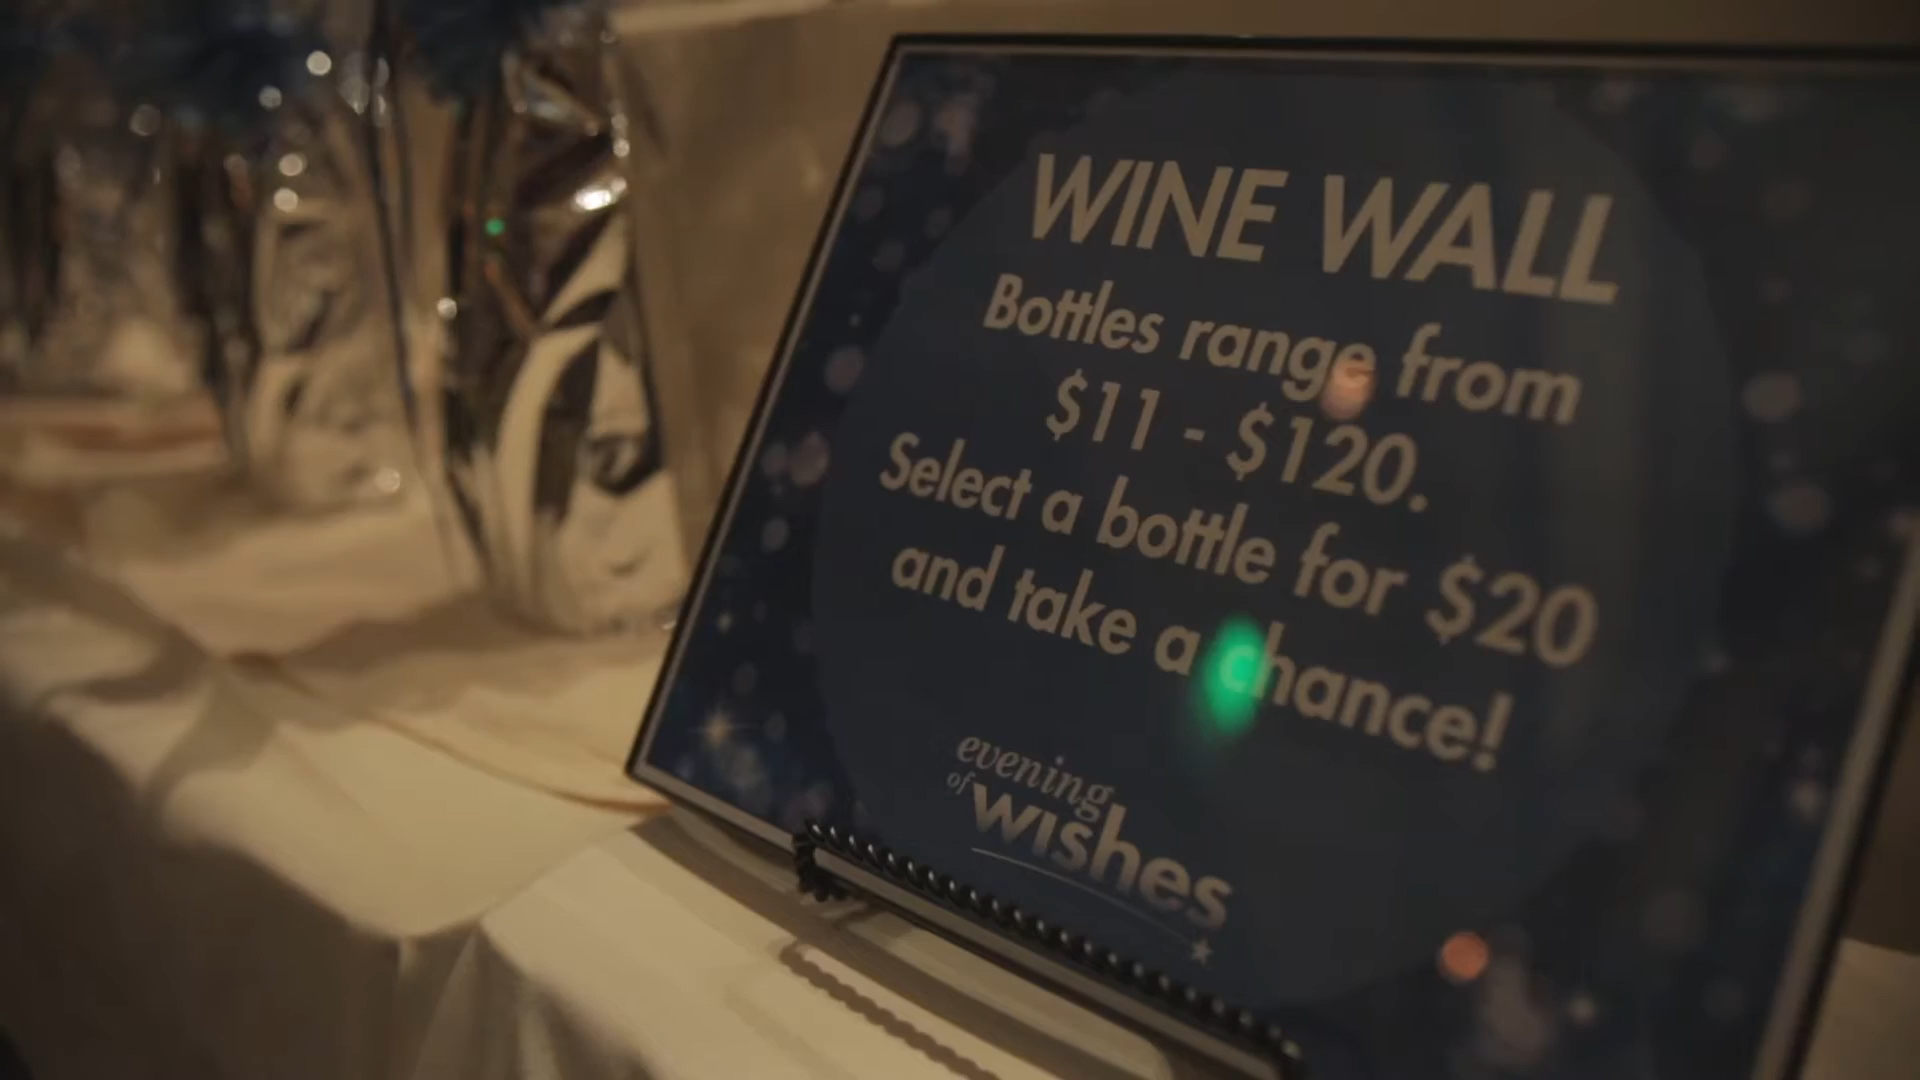 WINE WALL
Bottles range from
$11 - $120.
Select a bottle for $20
and take a chance!
evening
of wishes